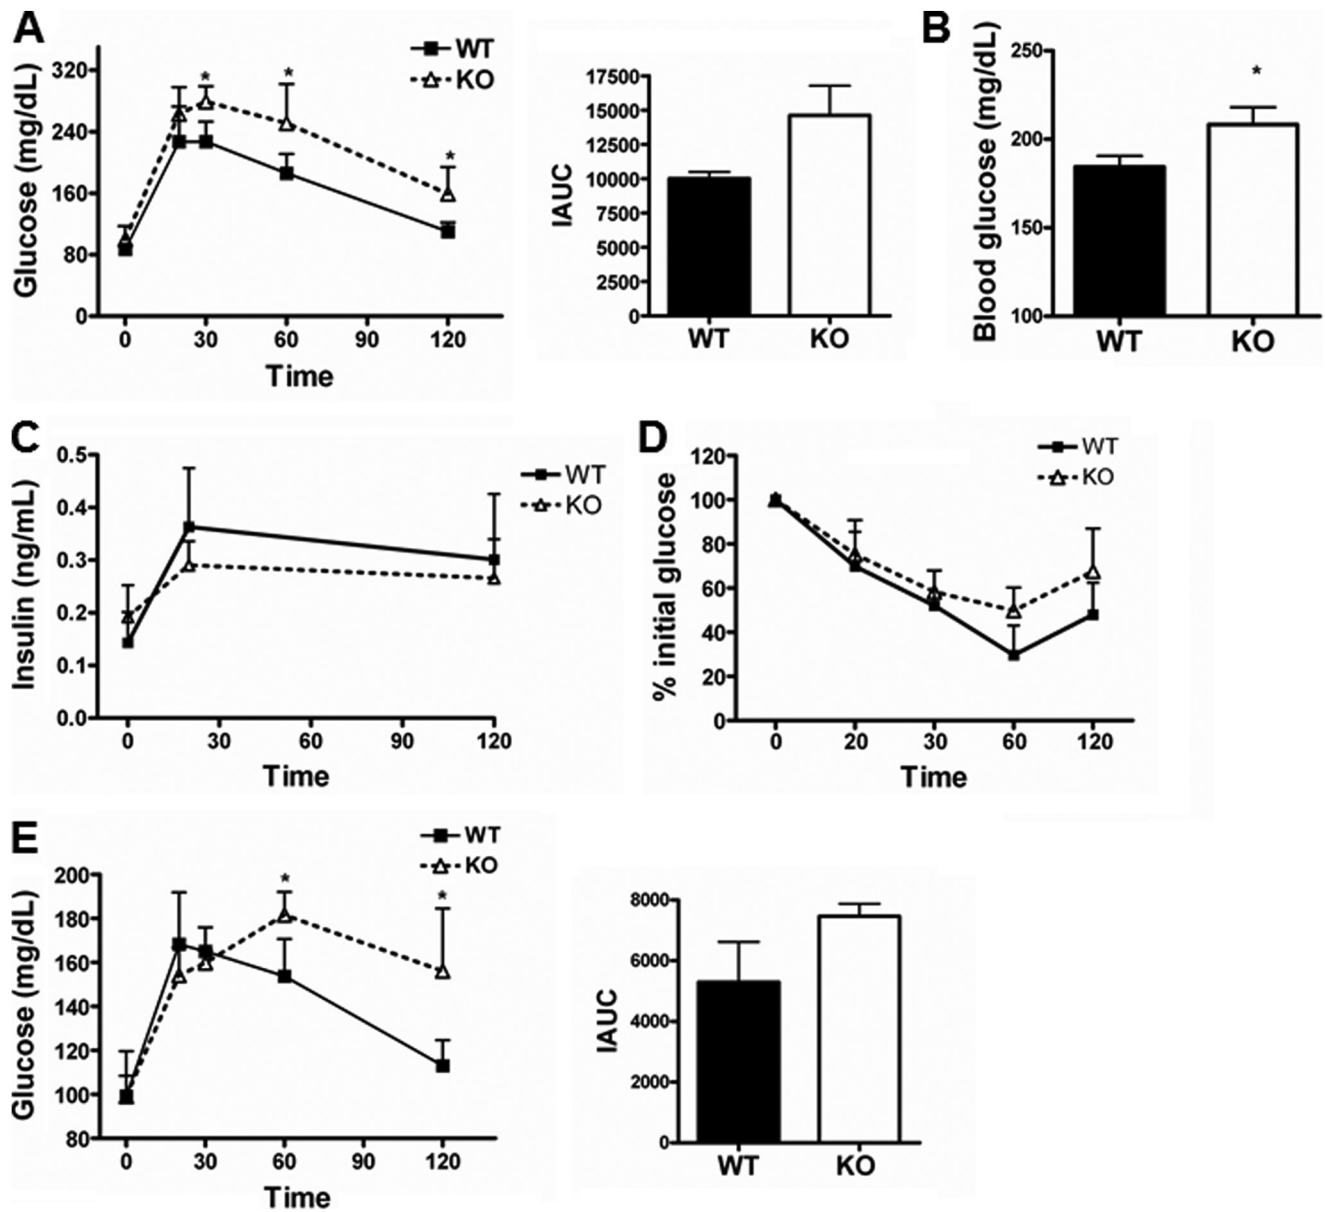 A
Glucose (mg/dL)
320
240
160
80
0
0 30 60 90 120
Time
WT
KO
* * *
IAUC
17500
15000
12500
10000
7500
5000
2500
0
WT KO
B
Blood glucose (mg/dL)
250
200
150
100
*
WT KO
C
Insulin (ng/mL)
0.5
0.4
0.3
0.2
0.1
0.0
0 30 60 90 120
Time
WT
KO
D
% initial glucose
120
100
80
60
40
20
0
0 20 30 60 120
Time
WT
KO
E
Glucose (mg/dL)
200
180
160
140
120
100
80
0 30 60 90 120
Time
WT
KO
* *
IAUC
8000
6000
4000
2000
0
WT KO